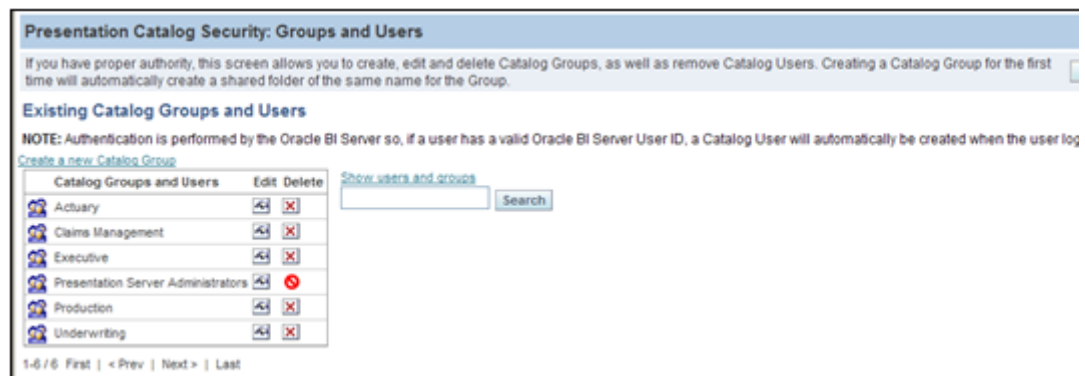 Presentation Catalog Security: Groups and Users
If you have proper authority, this screen allows you to create, edit and delete Catalog Groups, as well as remove Catalog Users. Creating a Catalog Group for the first
time will automatically create a shared folder of the same name for the Group.
Existing Catalog Groups and Users
NOTE: Authentication is performed by the Oracle BI Server so, if a user has a valid Oracle BI Server User ID, a Catalog User will automatically be created when the user log
Create a new Catalog Group
Catalog Groups and Users Edit Delete
Show users and groups
Search
Actuary
Claims Management
Executive
Presentation Server Administrators
Production
Underwriting
1-6 / 6 First | < Prev | Next > | Last